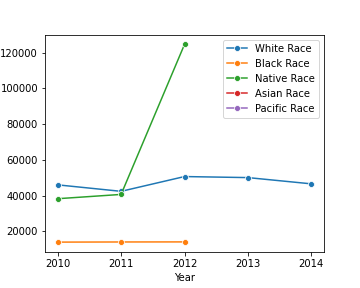 120000
100000
80000
60000
40000
20000
2010 2011 2012 2013 2014
Year
White Race
Black Race
Native Race
Asian Race
Pacific Race